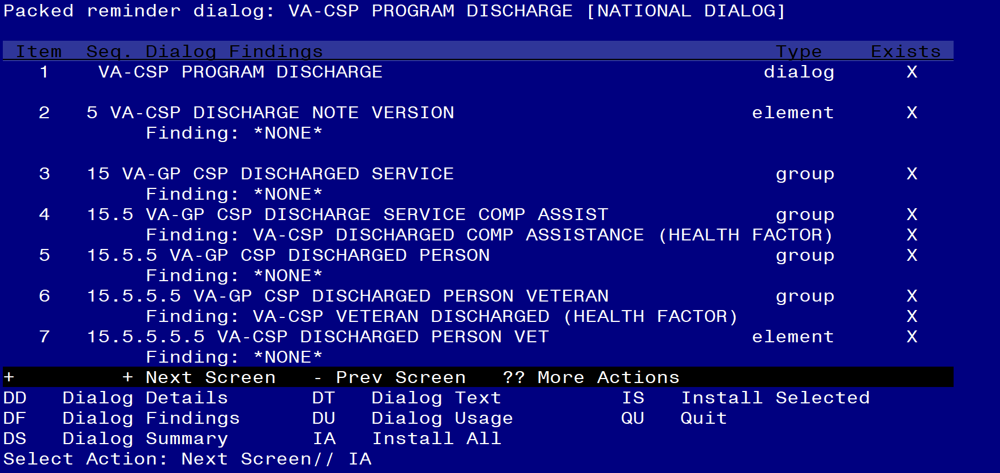 Packed reminder dialog: VA-CSP PROGRAM DISCHARGE [NATIONAL DIALOG]
Item  Seq. Dialog Findings                                      Type    Exists
1    VA-CSP PROGRAM DISCHARGE                                dialog      X
2   5 VA-CSP DISCHARGE NOTE VERSION                         element      X
Finding: *NONE*
3   15 VA-GP CSP DISCHARGED SERVICE                           group      X
Finding: *NONE*
4   15.5 VA-GP CSP DISCHARGE SERVICE COMP ASSIST              group      X
Finding: VA-CSP DISCHARGED COMP ASSISTANCE (HEALTH FACTOR)      X
5   15.5.5 VA-GP CSP DISCHARGED PERSON                        group      X
Finding: *NONE*
6   15.5.5.5 VA-GP CSP DISCHARGED PERSON VETERAN              group      X
Finding: VA-CSP VETERAN DISCHARGED (HEALTH FACTOR)              X
7   15.5.5.5.5 VA-CSP DISCHARGED PERSON VET                 element      X
Finding: *NONE*
+         + Next Screen   - Prev Screen   ?? More Actions
DD   Dialog Details       DT   Dialog Text          IS   Install Selected
DF   Dialog Findings      DU   Dialog Usage         QU   Quit
DS   Dialog Summary       IA   Install All
Select Action: Next Screen// IA